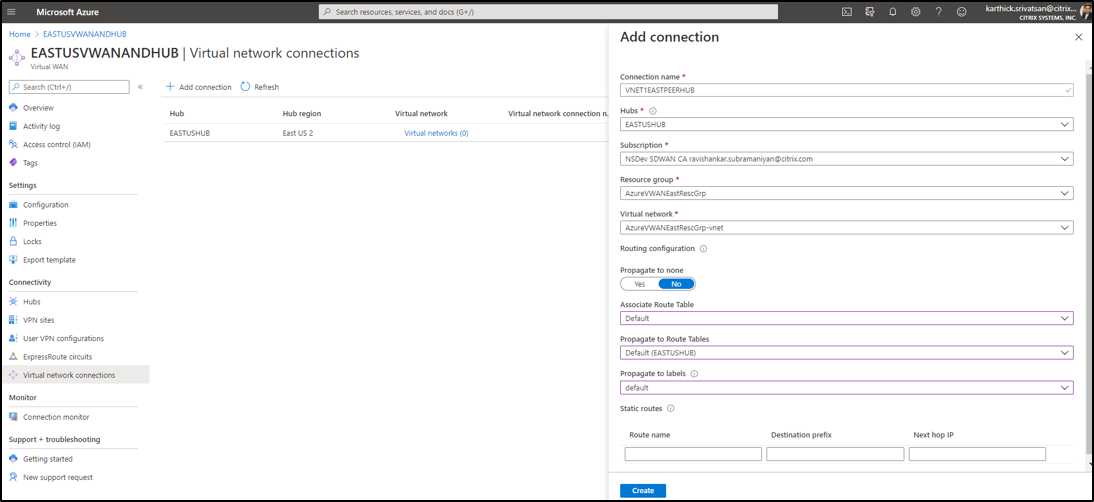 Microsoft Azure
Search resources, services, and docs (G+/)
karthick.srivatsan@citrix...
CITRIX SYSTEMS, INC.
Home > EASTUSVWANANDHUB
EASTUSVWANANDHUB | Virtual network connections
Virtual WAN
Search (Ctrl+/)
«
Overview
Activity log
Access control (IAM)
Tags
Settings
Configuration
Properties
Locks
Export template
Connectivity
Hubs
VPN sites
User VPN configurations
ExpressRoute circuits
Virtual network connections
Monitor
Connection monitor
Support + troubleshooting
Getting started
New support request
Add connection
Refresh
Hub Hub region Virtual network Virtual network connection n.
EASTUSHUB East US 2 Virtual networks (0)
Add connection
Connection name *
VNET1EASTPEERHUB
Hubs *
EASTUSHUB
Subscription *
NSDev SDWAN CA ravishankar.subramaniyan@citrix.com
Resource group *
AzureVWANEastRescGrp
Virtual network *
AzureVWANEastRescGrp-vnet
Routing configuration
Propagate to none
Yes No
Associate Route Table
Default
Propagate to Route Tables
Default (EASTUSHUB)
Propagate to labels
default
Static routes
Route name Destination prefix Next hop IP
Create